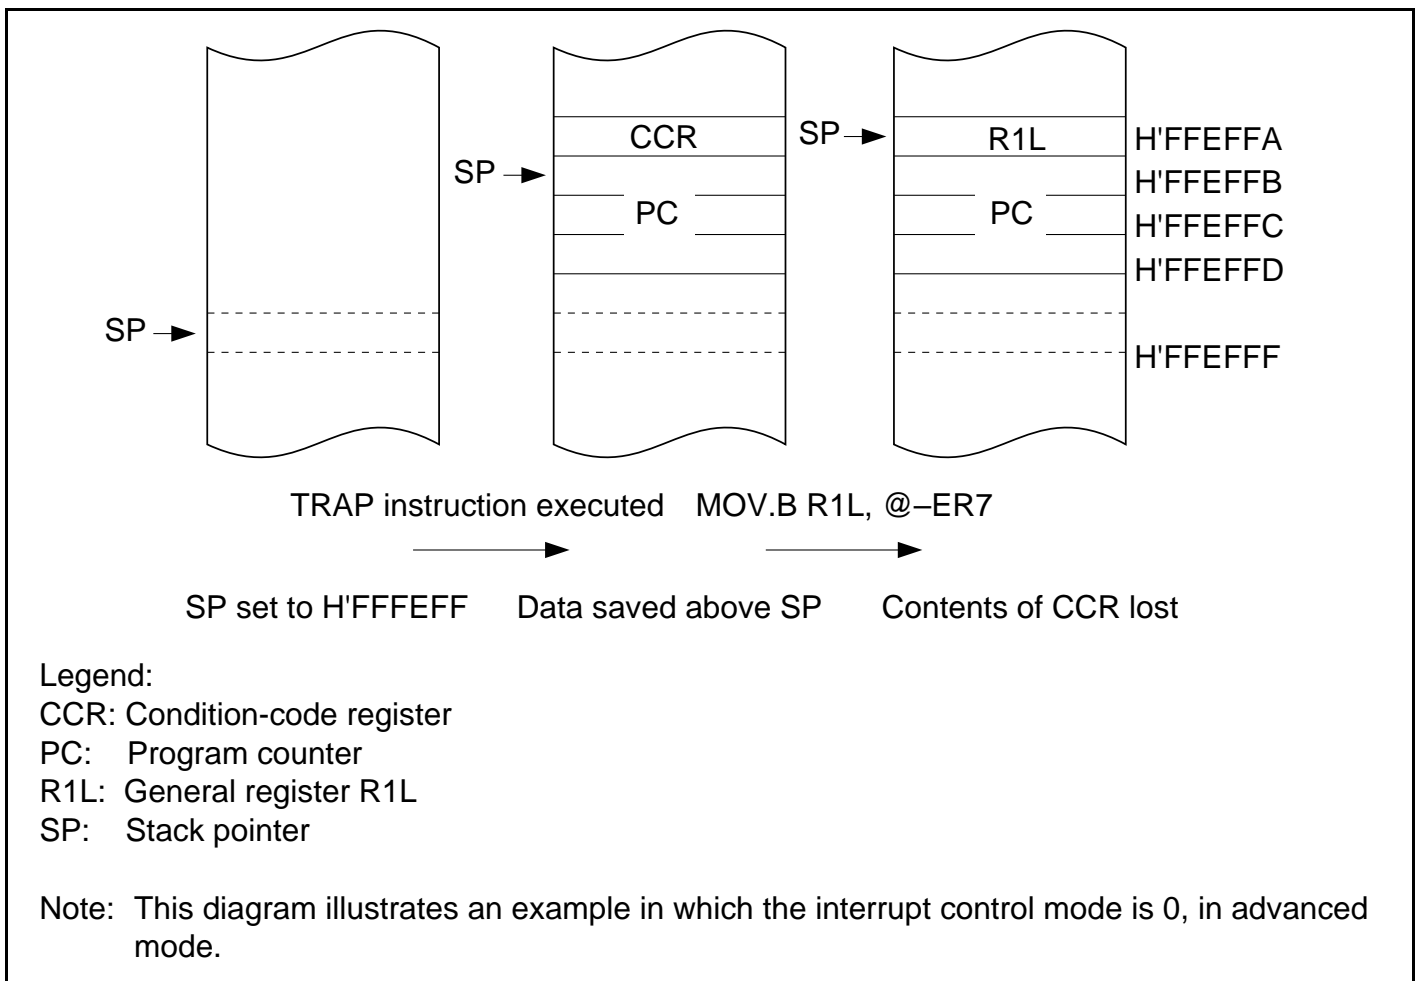 CCR
SP
R1L
H'FFEFFA
SP
H'FFEFFB
PC
PC
H'FFEFFC
H'FFEFFD
SP
H'FFEFFF
TRAP instruction executed
MOV.B R1L, @–ER7
SP set to H'FFFEFF
Data saved above SP
Contents of CCR lost
Legend:
CCR: Condition-code register
PC: Program counter
R1L: General register R1L
SP: Stack pointer
Note: This diagram illustrates an example in which the interrupt control mode is 0, in advanced
mode.